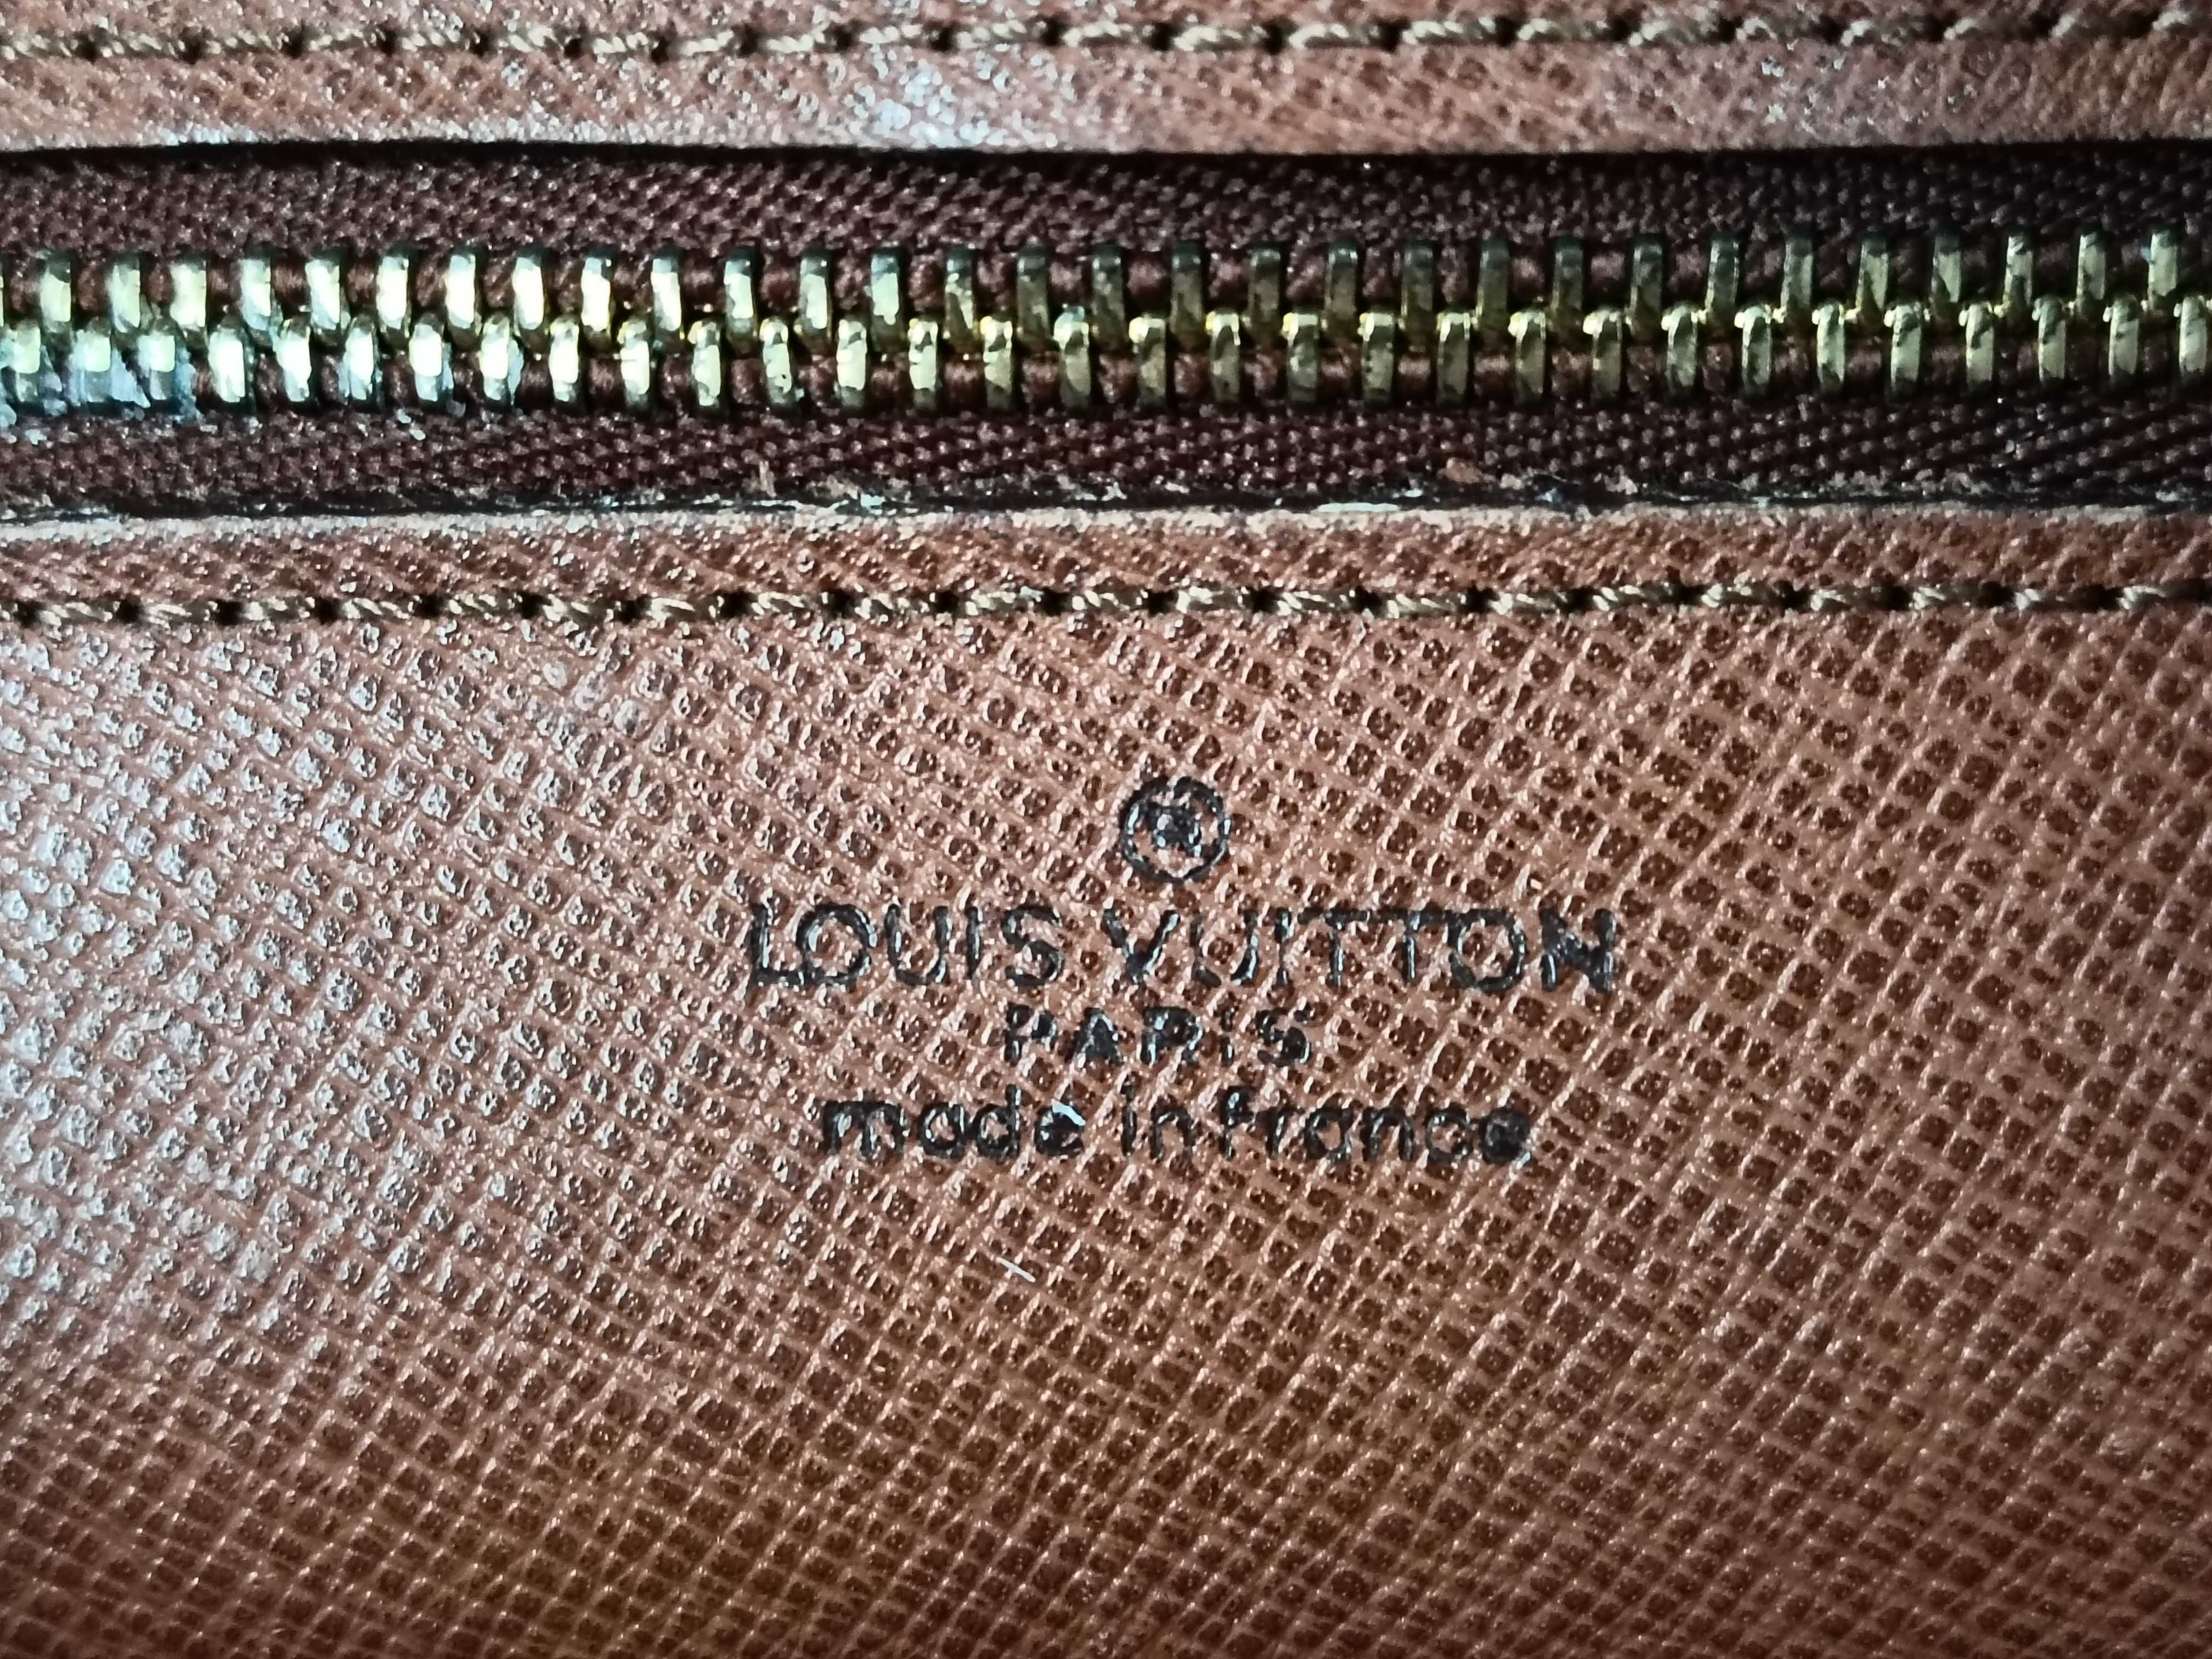 ®
LOUIS VUITTON
PARIS
made in france